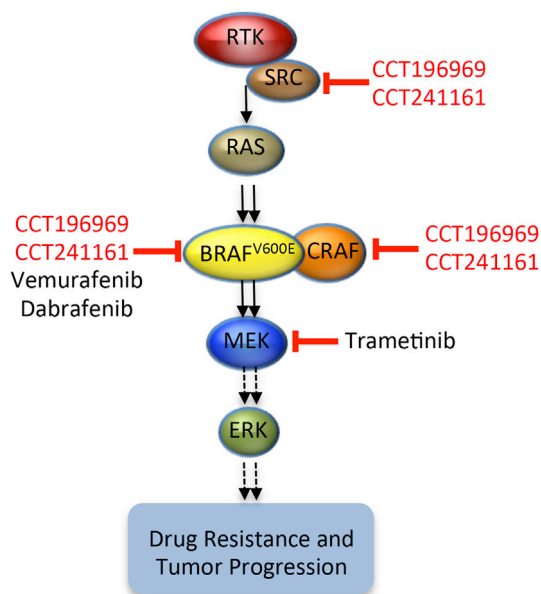 RTK
SRC
CCT196969
CCT241161
RAS
CCT196969
CCT241161
Vemurafenib
Dabrafenib
BRAFV600E
CRAF
CCT196969
CCT241161
MEK
Trametinib
ERK
Drug Resistance and
Tumor Progression